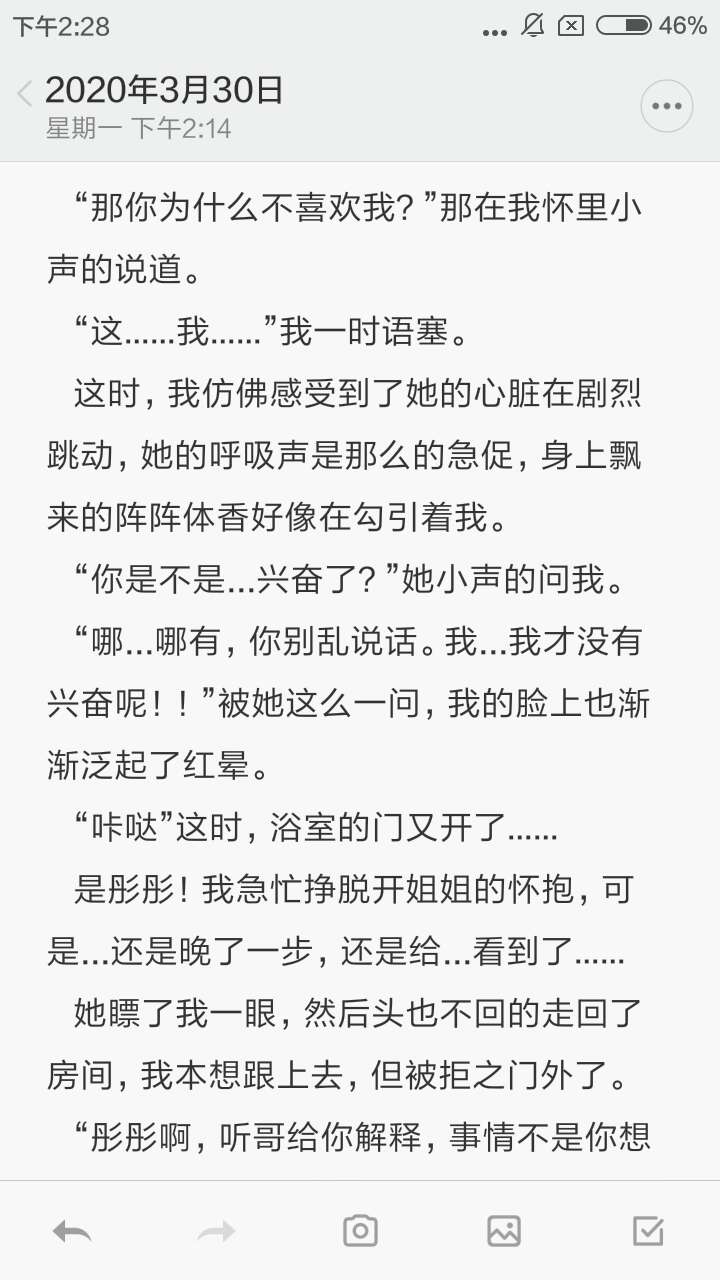 下午2:28
... 46%
2020年3月30日
星期一 下午2:14
“那你为什么不喜欢我？”那在我怀里小
声的说道。
“这......我......”我一时语塞。
这时，我仿佛感受到了她的心脏在剧烈
跳动，她的呼吸声是那么的急促，身上飘
来的阵阵体香好像在勾引着我。
“你是不是...兴奋了？”她小声的问我。
“哪...哪有，你别乱说话。我...我才没有
兴奋呢！！”被她这么一问，我的脸上也渐
渐泛起了红晕。
“咔哒”这时，浴室的门又开了......
是彤彤！我急忙挣脱开姐姐的怀抱，可
是...还是晚了一步，还是给...看到了......
她瞟了我一眼，然后头也不回的走回了
房间，我本想跟上去，但被拒之门外了。
“彤彤啊，听哥给你解释，事情不是你想